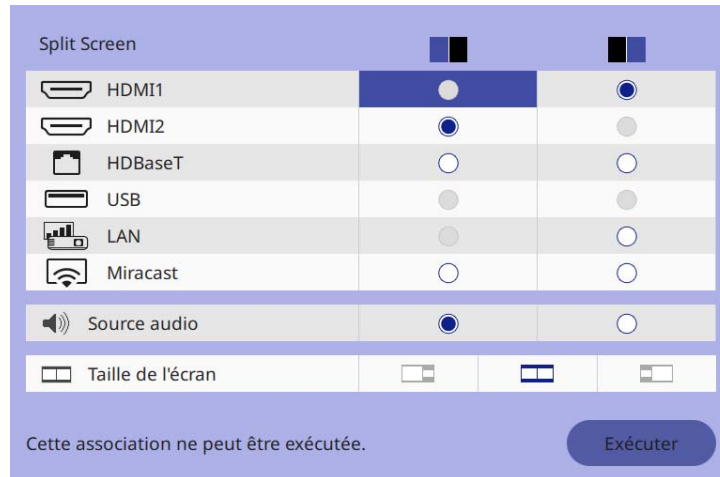 Split Screen
HDMI1
HDMI2
HDBaseT
USB
LAN
Miracast
Source audio
Taille de l'écran
Cette association ne peut être exécutée.
Exécuter